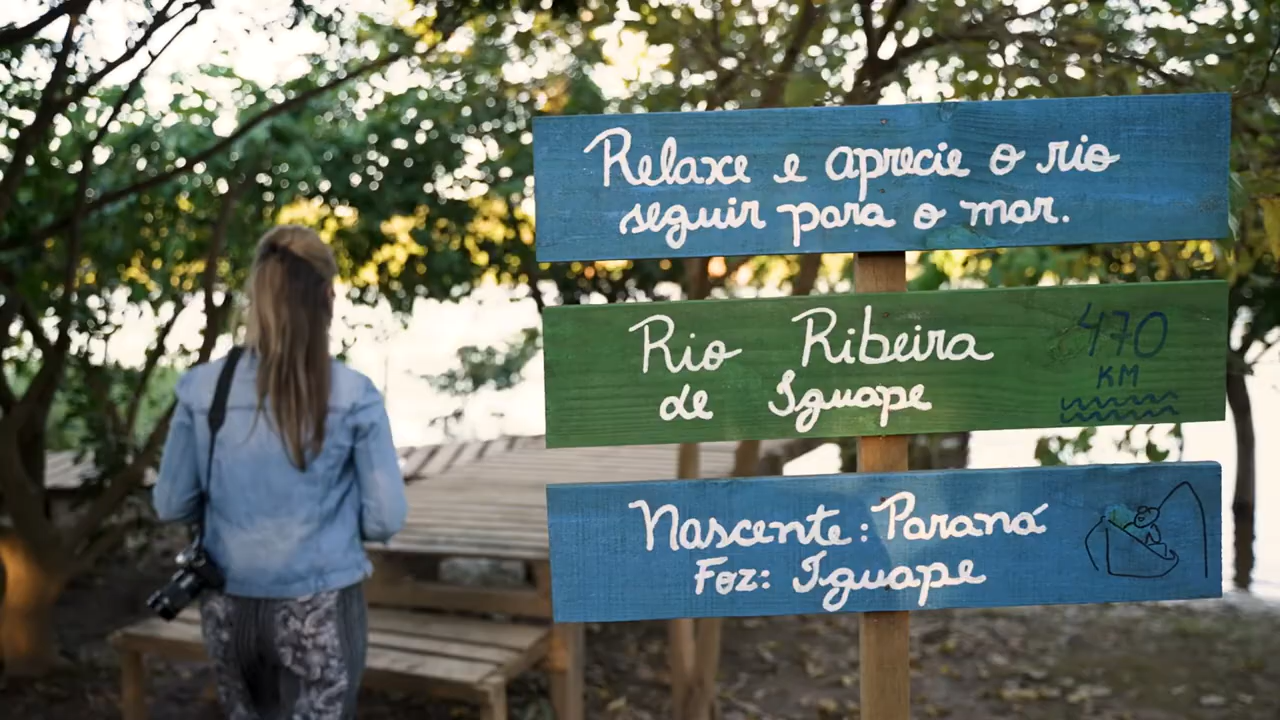 Relaxe e aprecie o rio
seguir para o mar.
Rio Ribeira
de Iguape
470
KM
Nascente: Paraná
Foz: Iguape